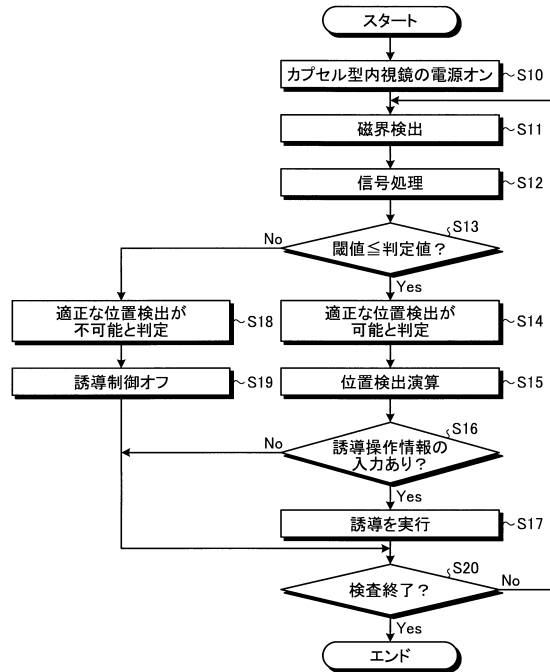 スタート
カプセル型内視鏡の電源オン
S10
磁界検出
S11
信号処理
S12
S13
No
閾値≦判定値？
Yes
適正な位置検出が
不可能と判定
S18
適正な位置検出が
可能と判定
S14
誘導制御オフ
S19
位置検出演算
S15
S16
No
誘導操作情報の
入力あり？
Yes
誘導を実行
S17
S20
検査終了？
No
Yes
エンド